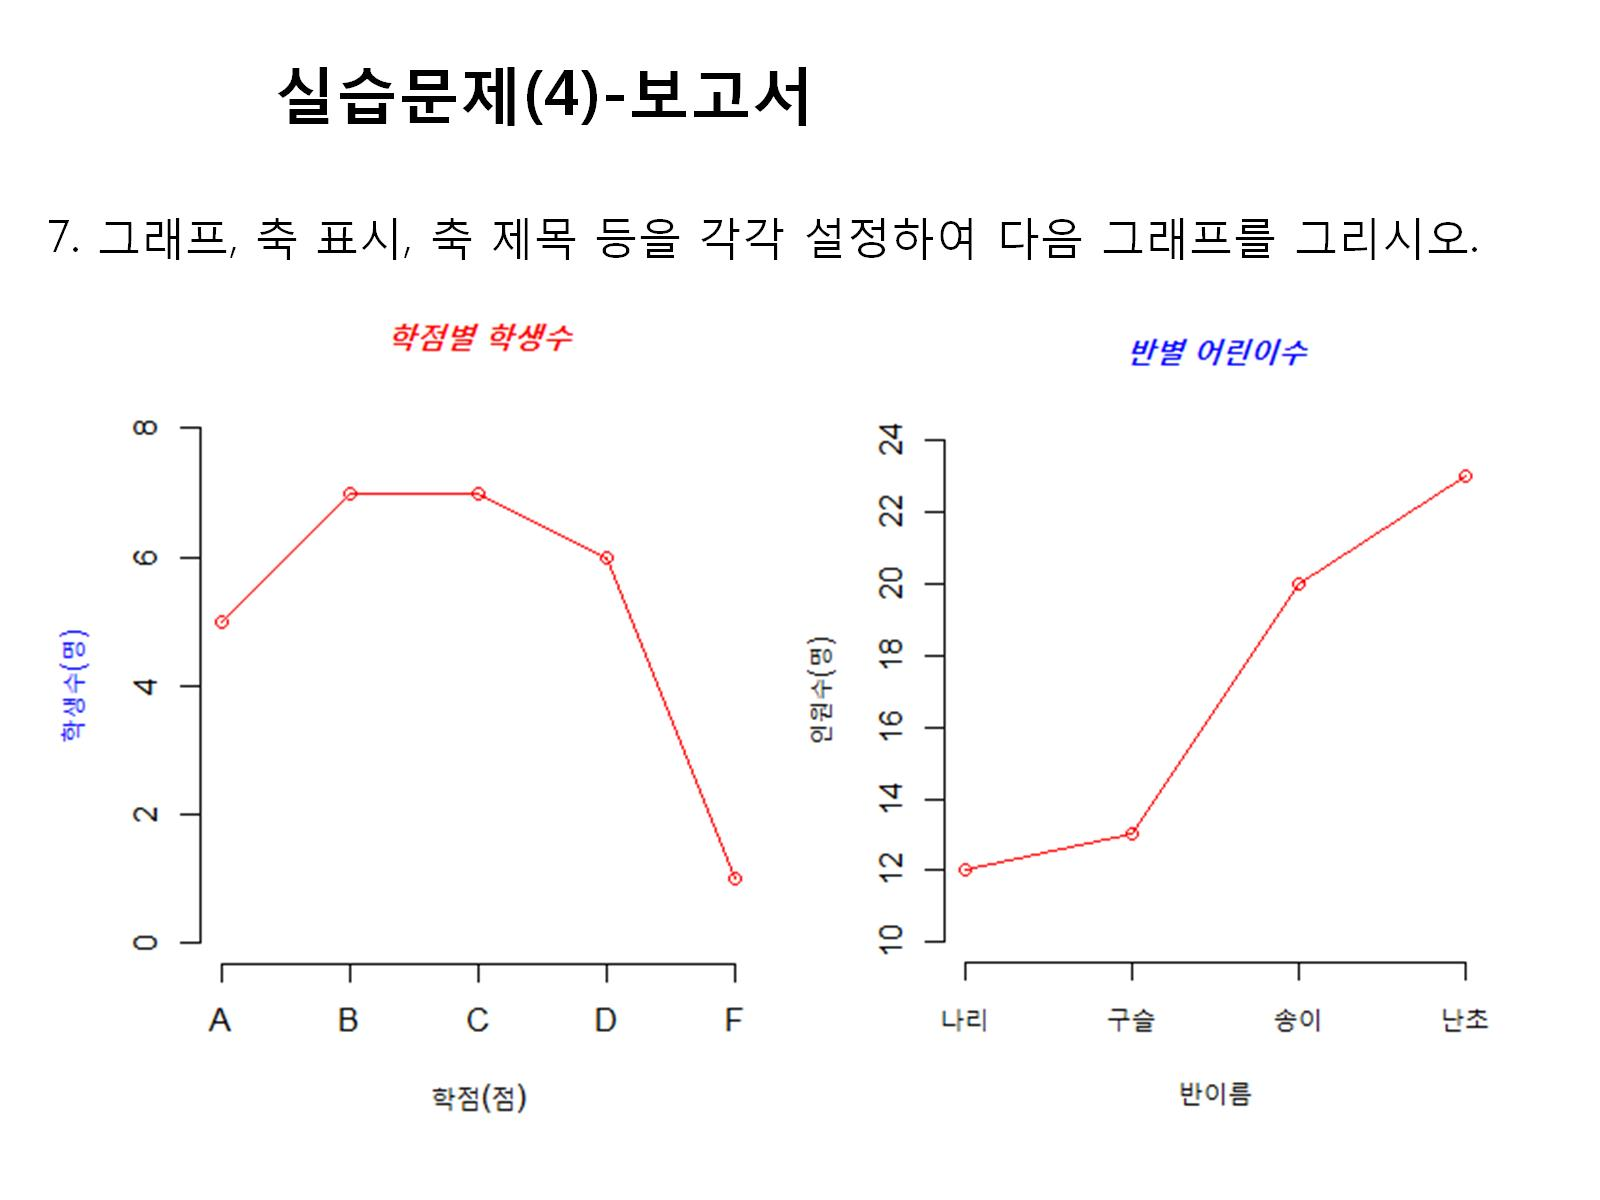 실습문제(4)-보고서
7. 그래프, 축 표시, 축 제목 등을 각각 설정하여 다음 그래프를 그리시오.
학점별 학생수
8
6
4
2
0
학생수(명)
A B C D F
학점(점)
반별 어린이수
24
22
20
18
16
14
12
10
인원수(명)
나리 구슬 송이 난초
반이름